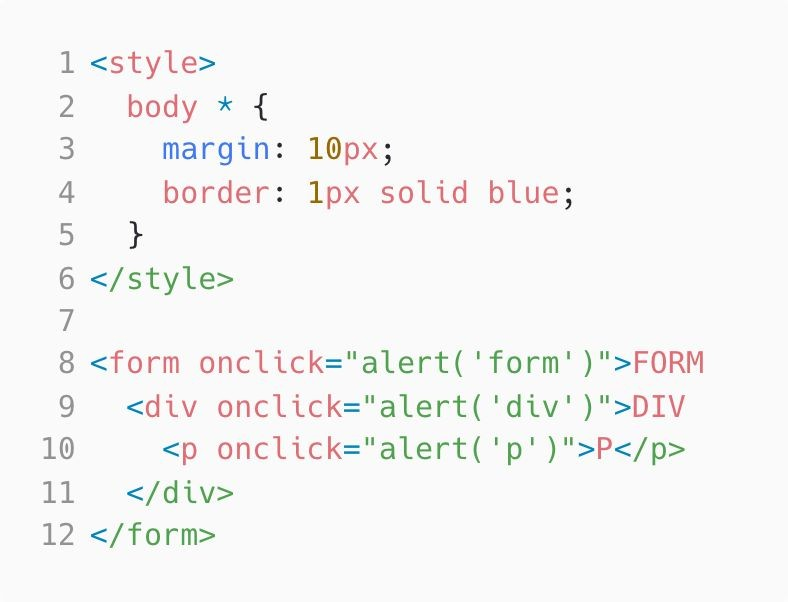 1 <style>
2   body * {
3     margin: 10px;
4     border: 1px solid blue;
5   }
6 </style>
7
8 <form onclick="alert('form')">FORM
9   <div onclick="alert('div')">DIV
10     <p onclick="alert('p')">P</p>
11   </div>
12 </form>